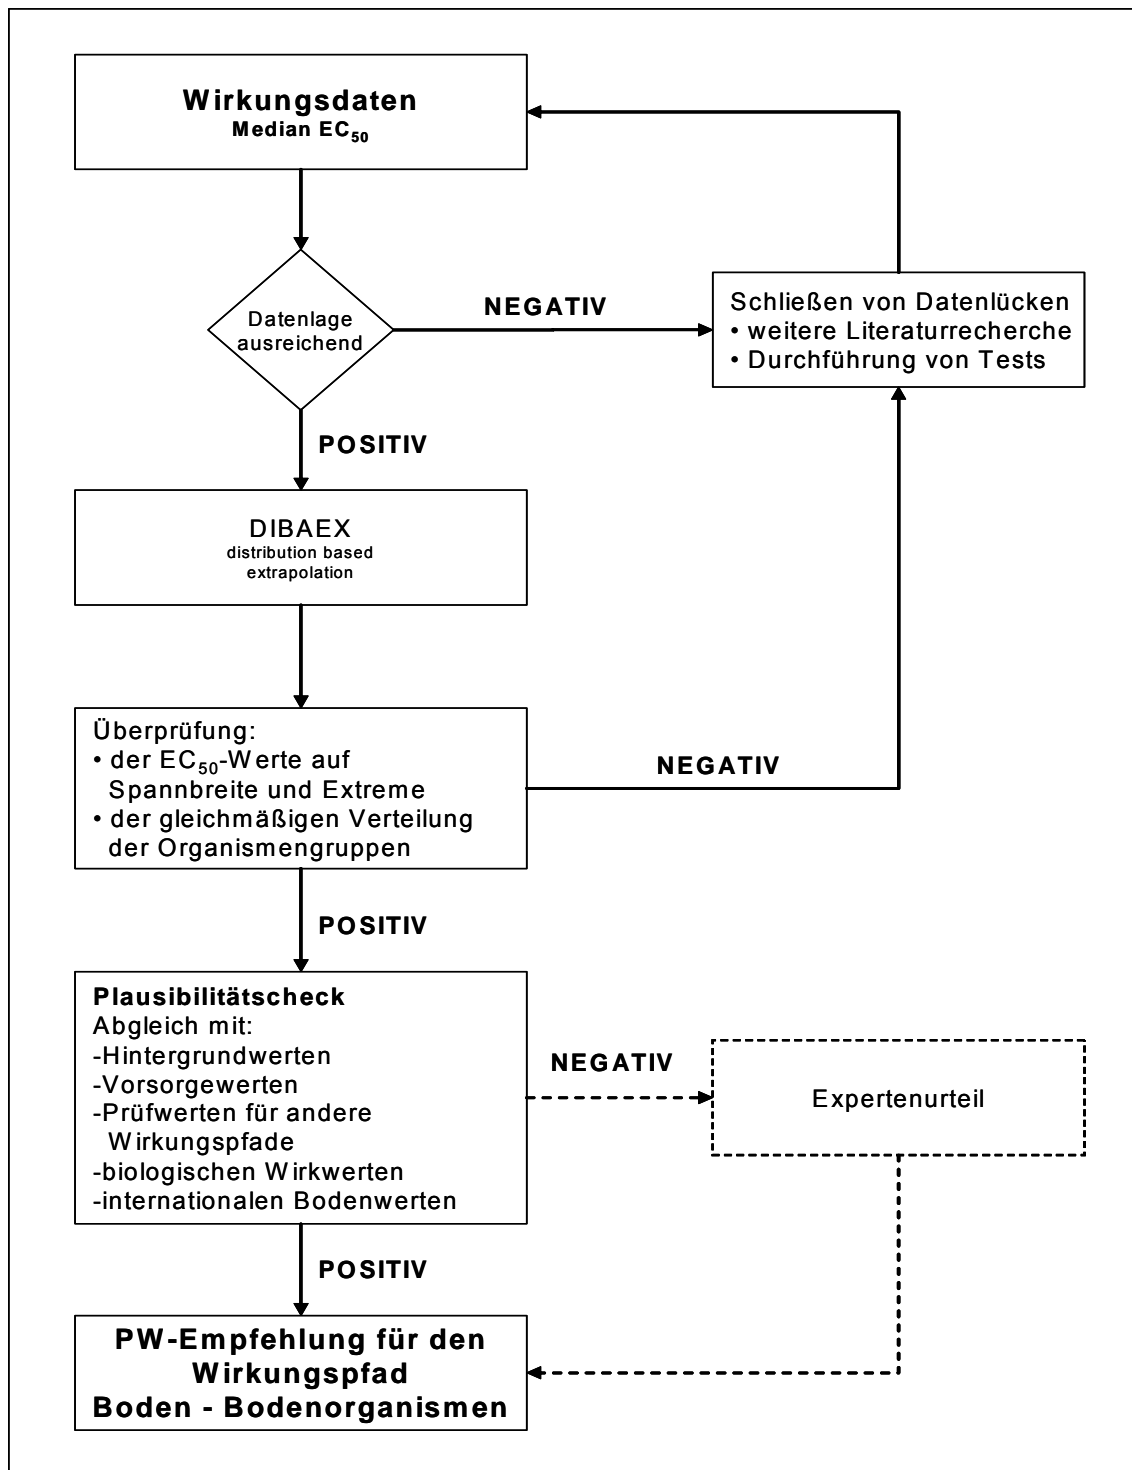 Wirkungsdaten
Median EC50
Datenlage
ausreichend
NEGATIV
Schließen von Datenlücken
• weitere Literaturrecherche
• Durchführung von Tests
POSITIV
DIBAEX
distribution based
extrapolation
Überprüfung:
• der EC50-Werte auf
Spannbreite und Extreme
• der gleichmäßigen Verteilung
der Organismengruppen
NEGATIV
POSITIV
Plausibilitätscheck
Abgleich mit:
-Hintergrundwerten
-Vorsorgewerten
-Prüfwerten für andere
Wirkungspfade
-biologischen Wirkwerten
-internationalen Bodenwerten
NEGATIV
Expertenurteil
POSITIV
PW-Empfehlung für den
Wirkungspfad
Boden - Bodenorganismen